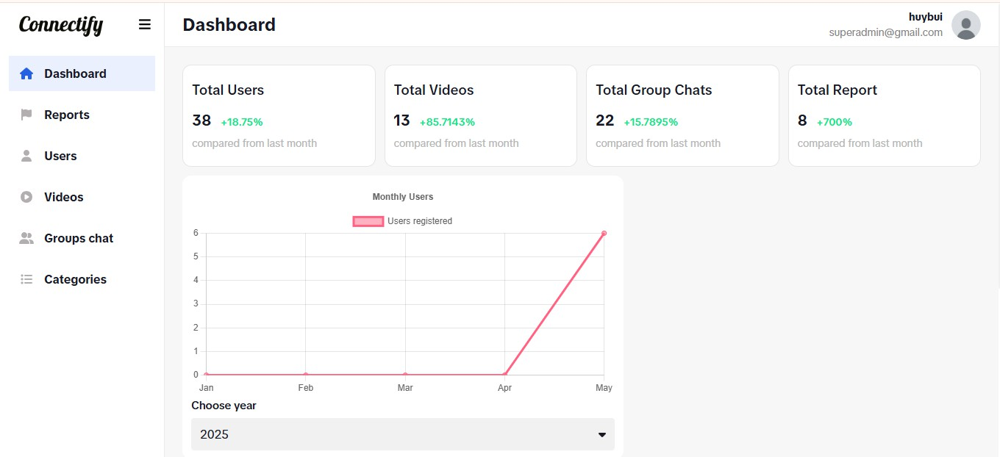 Connectify
Dashboard
huybui
superadmin@gmail.com
Dashboard
Reports
Users
Videos
Groups chat
Categories
Total Users
38 +18.75%
compared from last month
Total Videos
13 +85.7143%
compared from last month
Total Group Chats
22 +15.7895%
compared from last month
Total Report
8 +700%
compared from last month
Monthly Users
Users registered
6
5
4
3
2
1
0
Jan Feb Mar Apr May
Choose year
2025